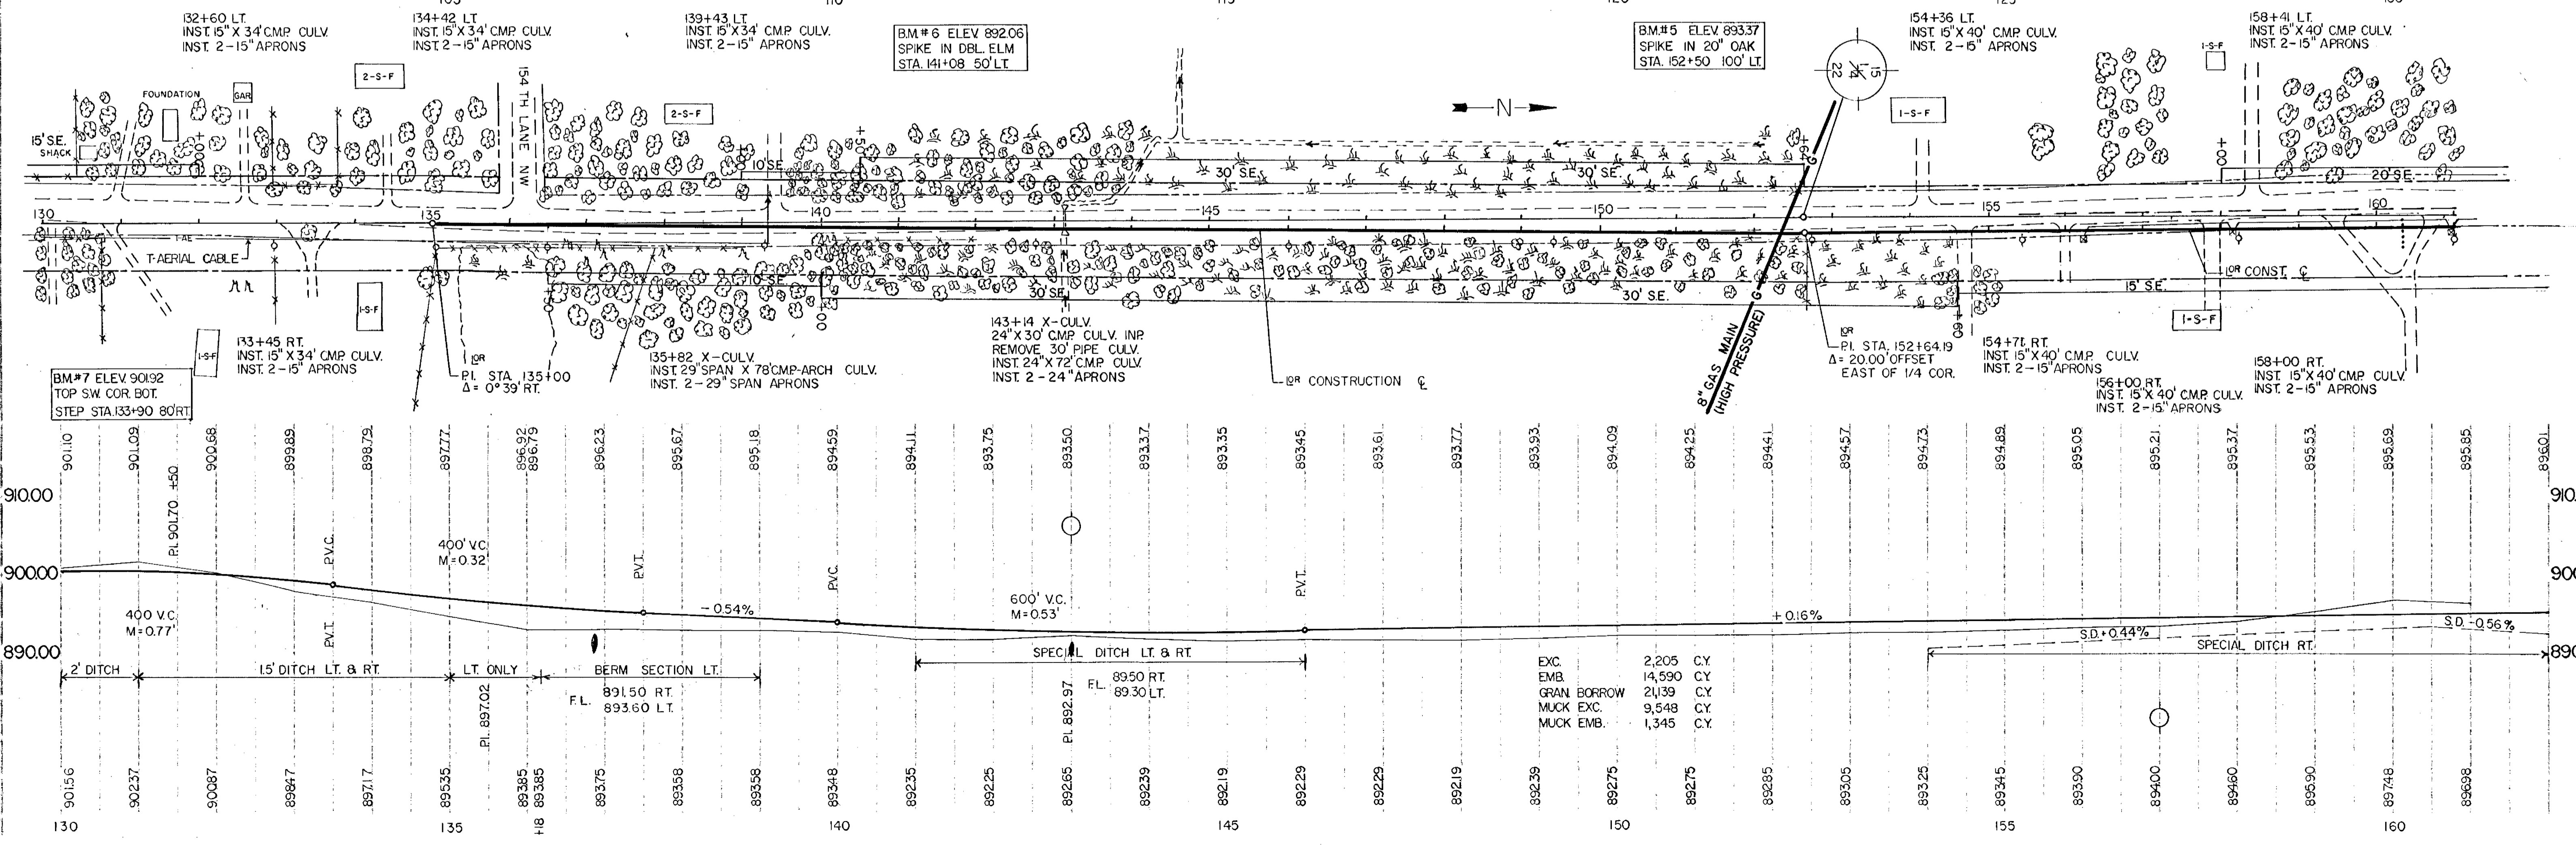 105
110
115
120
125
132+60 LT.
INST. 15" X 34' C.M.P. CULV.
INST. 2-15" APRONS
134+42 LT.
INST. 15" X 34' C.M.P. CULV.
INST. 2-15" APRONS
139+43 LT.
INST. 15" X 34' C.M.P. CULV.
INST. 2-15" APRONS
B.M.#6 ELEV. 892.06
SPIKE IN DBL. ELM
STA. 141+08 50' LT.
B.M.#5 ELEV. 893.37
SPIKE IN 20" OAK
STA. 152+50 100' LT.
154+36 LT.
INST. 15" X 40' C.M.P. CULV.
INST. 2-15" APRONS
158+41 LT.
INST. 15" X 40' C.M.P. CULV.
INST. 2-15" APRONS
2-S-F
FOUNDATION
GAR
154TH LANE NW
2-S-F
N
15
1/4
22
1-S-F
1-S-F
15' S.E.
SHACK
+00
10' S.E.
+50
30' S.E.
30' S.E.
+64
G
+00
20' S.E.
130
135
140
145
150
155
160
T-AE
T-AERIAL CABLE
1-S-F
1-S-F
10' S.E.
+00
30' S.E.
30' S.E.
G
+60
15' S.E.
L@R CONST. ℄
1-S-F
8" GAS MAIN
(HIGH PRESSURE)
133+45 RT.
INST. 15" X 34' C.M.P. CULV.
INST. 2-15" APRONS
P.I. STA. 135+00
Δ = 0°39' RT.
135+82 X-CULV.
INST. 29" SPAN X 78' CMP-ARCH CULV.
INST. 2-29" SPAN APRONS
143+14 X-CULV.
24" X 30' CMP. CULV. INP.
REMOVE 30' PIPE CULV.
INST. 24" X 72' C.M.P. CULV.
INST. 2-24" APRONS
CONSTRUCTION ℄
P.I. STA. 152+64.19
Δ = 20.00' OFFSET
EAST OF 1/4 COR.
154+71 RT.
INST. 15" X 40' C.M.P. CULV.
INST. 2-15" APRONS
156+00 RT.
INST. 15" X 40' C.M.P. CULV.
INST. 2-15" APRONS
158+00 RT.
INST. 15" X 40' C.M.P. CULV.
INST. 2-15" APRONS
B.M.#7 ELEV. 901.92
TOP S.W. COR. BOT.
STEP STA.133+90 80' RT.
901.10
901.09
900.68
899.89
898.79
897.77
896.92
896.79
896.23
895.67
895.18
894.59
894.11
893.75
893.50
893.37
893.35
893.45
893.61
893.77
893.93
894.09
894.25
894.41
894.57
894.73
894.89
895.05
895.21
895.37
895.53
895.69
895.85
896.01
910.00
P.I. 901.70 +50
P.V.C.
400' V.C.
M=0.32'
P.V.T.
P.V.C.
P.V.T.
900.00
400 V.C.
M=0.77'
P.V.T.
-0.54%
600' V.C.
M=0.53'
+0.16%
S.D.+0.44%
S.D.-0.56%
890.00
2' DITCH
1.5' DITCH LT. & RT.
LT. ONLY
BERM SECTION LT.
SPECIAL DITCH LT. & RT.
SPECIAL DITCH RT.
P.I. 897.02
F.L.
891.50 RT.
893.60 LT.
P.I. 892.97
F.L.
89.50 RT.
89.30 LT.
EXC. 2,205 C.Y.
EMB. 14,590 C.Y.
GRAN. BORROW 21,139 C.Y.
MUCK EXC. 9,548 C.Y.
MUCK EMB. 1,345 C.Y.
901.56
902.37
900.87
898.47
897.17
895.35
893.85
893.85
893.75
893.58
893.58
893.48
892.35
892.25
892.65
892.39
892.19
892.29
892.29
892.19
892.39
892.75
892.75
892.85
893.05
893.25
893.45
893.90
894.00
894.60
895.90
897.48
896.98
130
135
+18
140
145
150
155
160